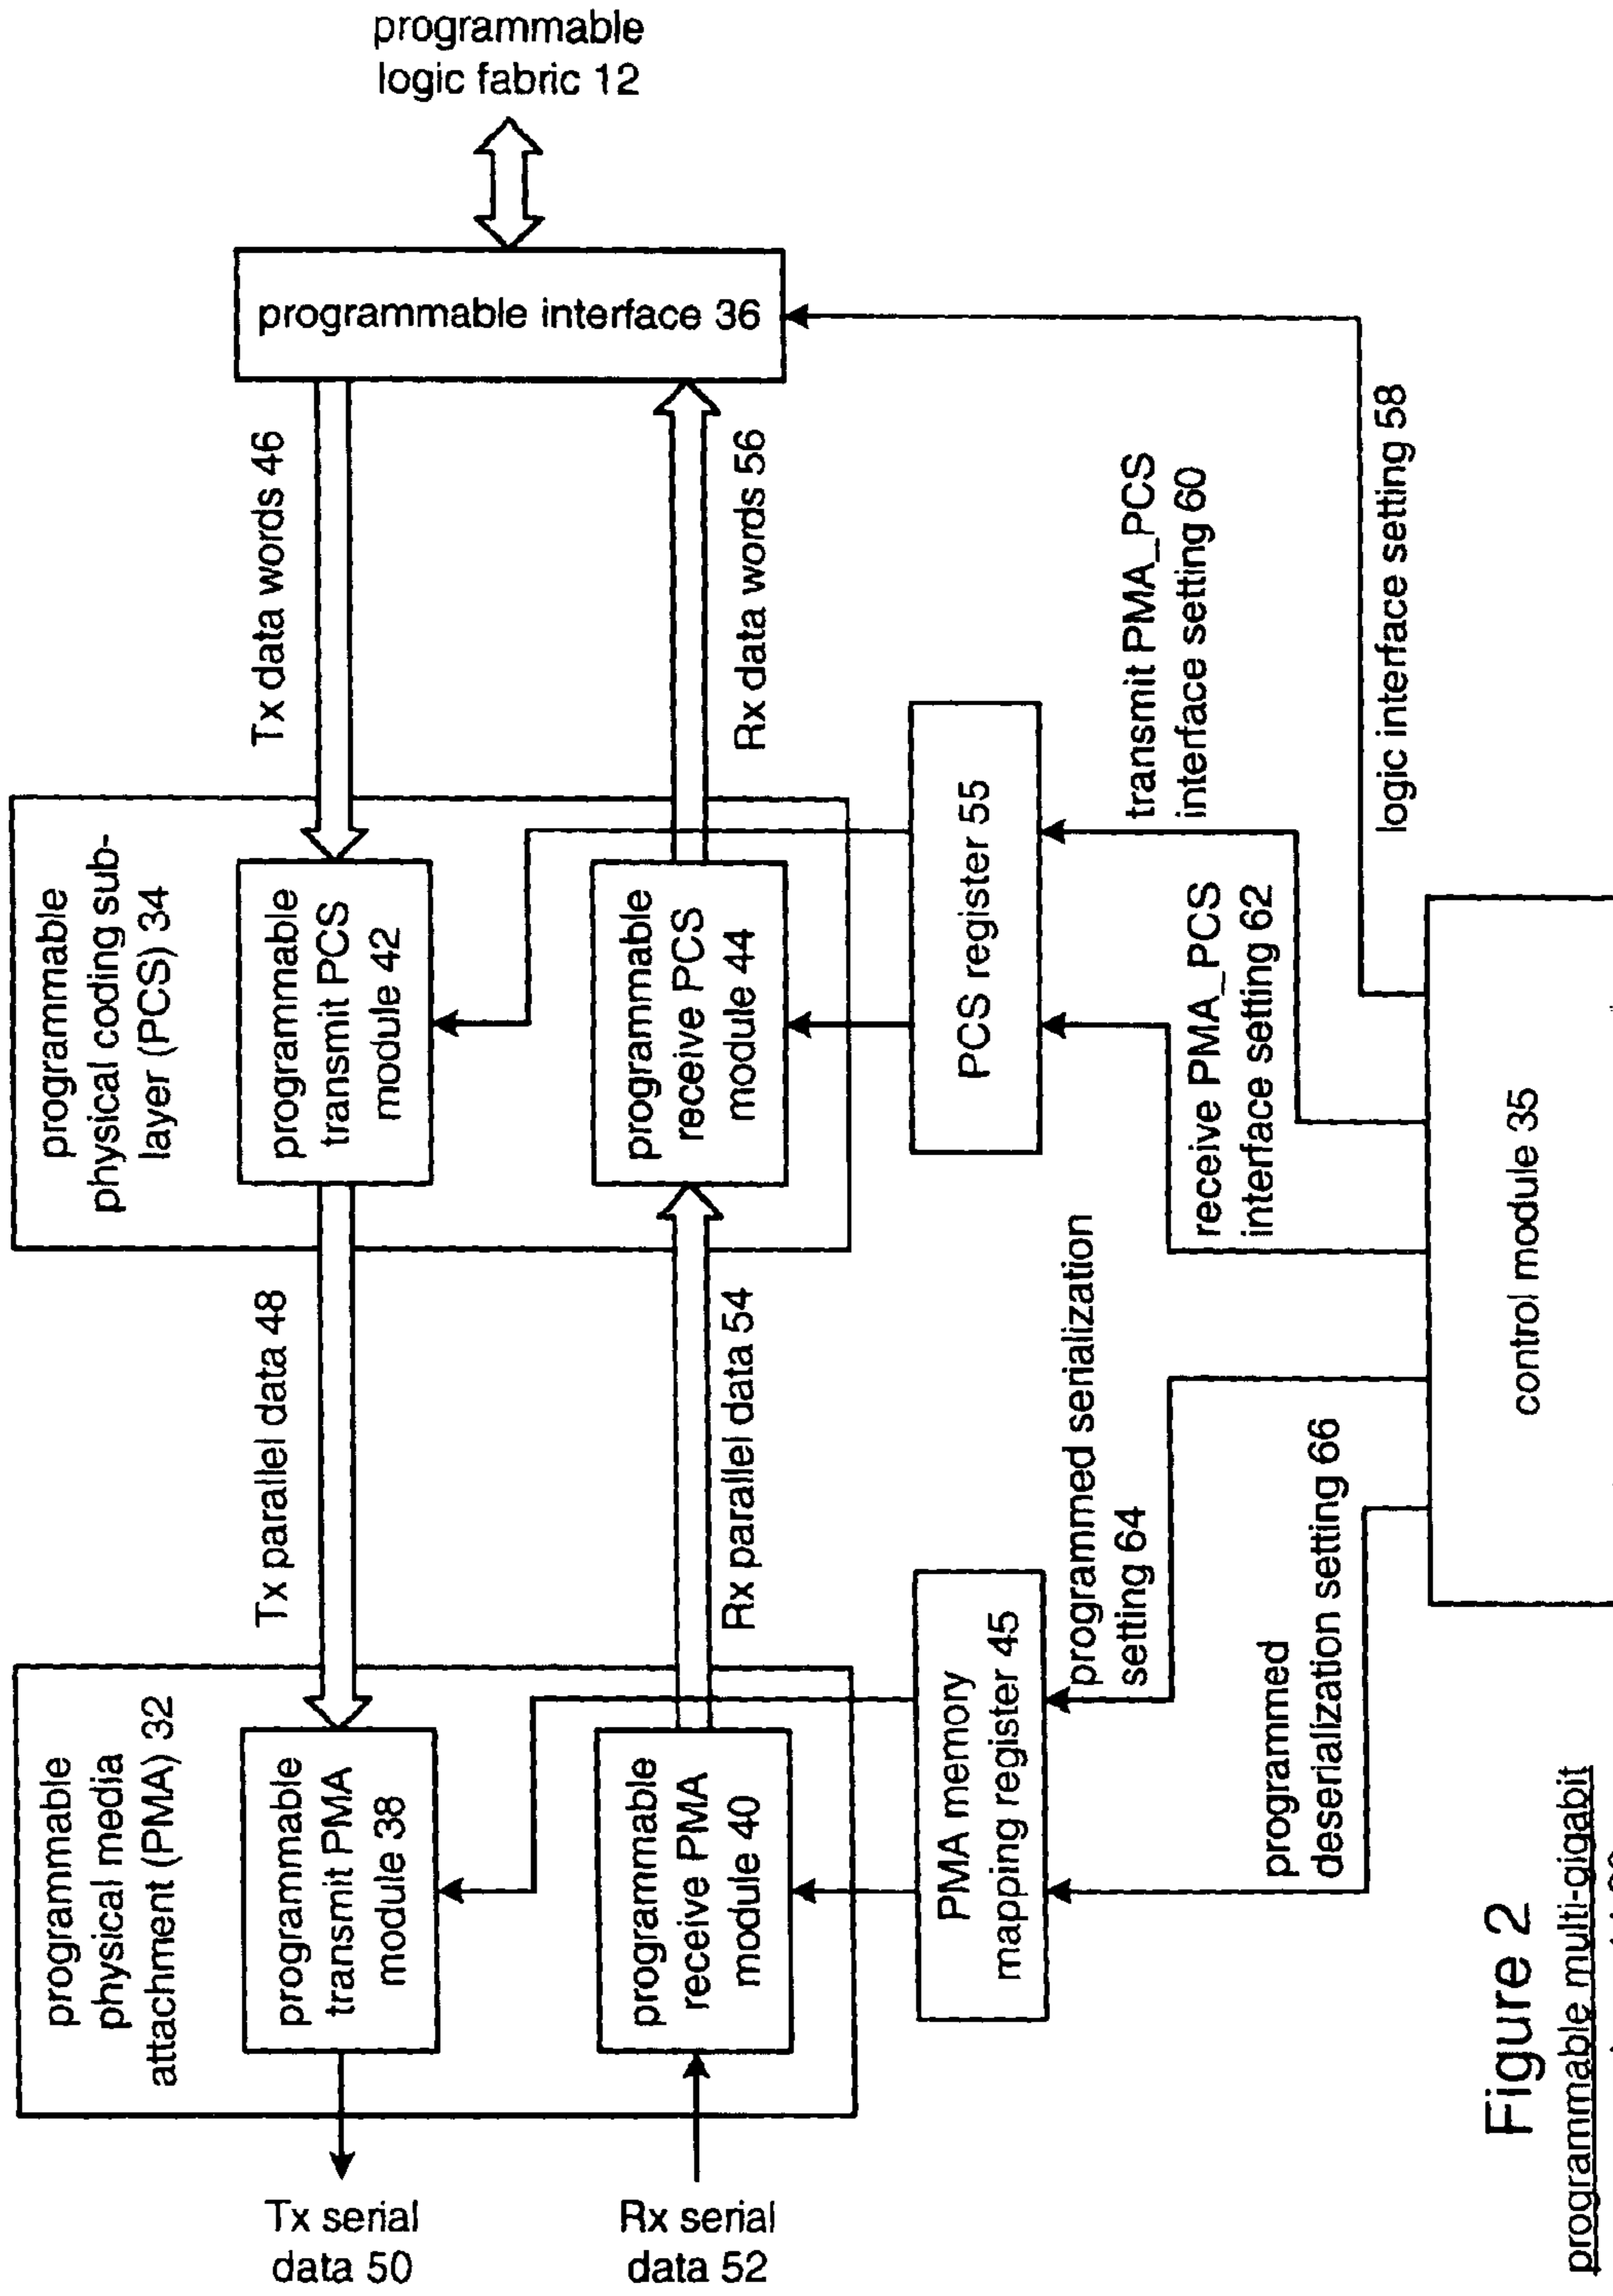 programmable
logic fabric 12
programmable interface 36
Tx data words 46
Rx data words 56
programmable
physical coding sub-
layer (PCS) 34
programmable
transmit PCS
module 42
programmable
receive PCS
module 44
PCS register 55
transmit PMA_PCS
interface setting 60
receive PMA_PCS
interface setting 62
logic interface setting 58
Tx parallel data 48
Rx parallel data 54
programmable
physical media
attachment (PMA) 32
programmable
transmit PMA
module 38
programmable
receive PMA
module 40
PMA memory
mapping register 45
programmed serialization
setting 64
programmed
deserialization setting 66
control module 35
Tx serial
data 50
Rx serial
data 52
Figure 2
programmable multi-gigabit